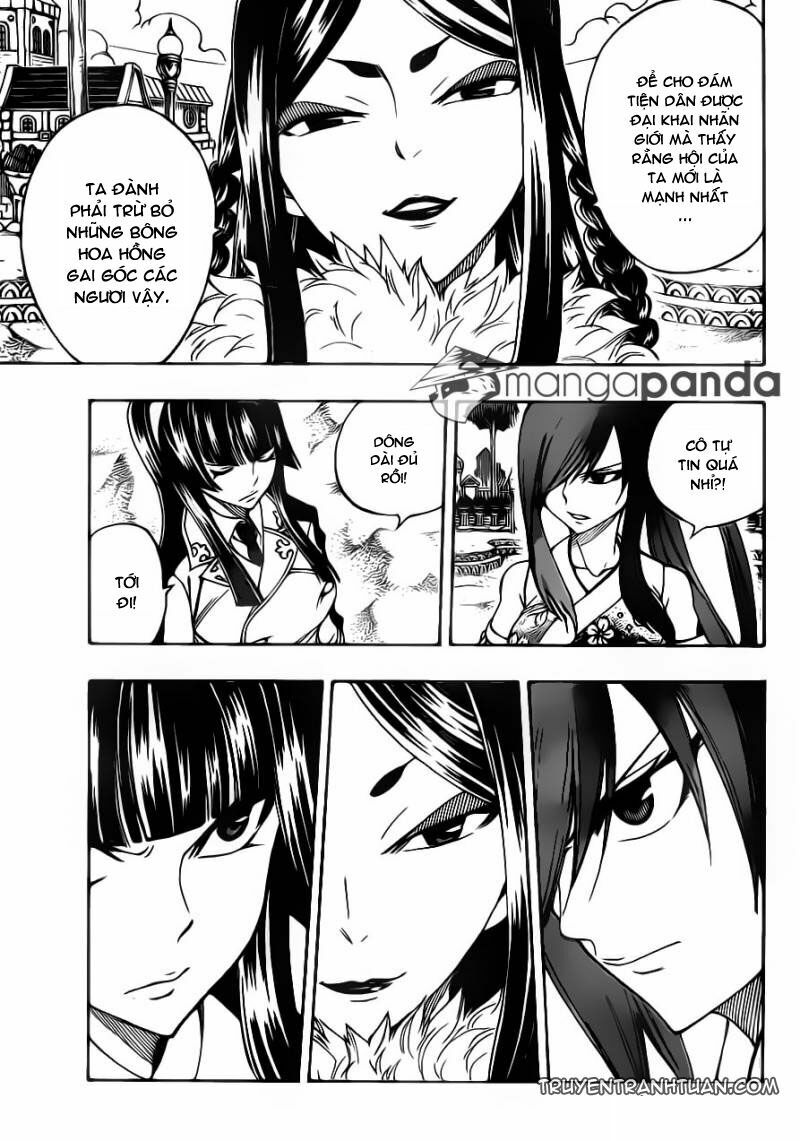 ĐỂ CHO ĐÁM
TIỆN DÂN ĐƯỢC
ĐẠI KHAI NHÃN
GIỚI MÀ THẤY
RẰNG HỘI CỦA
TA MỚI LÀ
MẠNH NHẤT
...
TA ĐÀNH
PHẢI TRỪ BỎ
NHỮNG BÔNG
HOA HỒNG
GAI GÓC CÁC
NGƯƠI VẬY.
mangapanda
CÔ TỰ
TIN QUÁ
NHỈ?!
DÔNG
DÀI ĐỦ
RỒI!
TỚI
ĐI!
TRUYENTRANHTUAN.COM